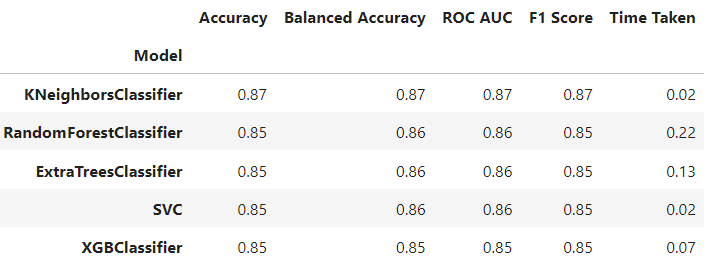 Accuracy Balanced Accuracy ROC AUC F1 Score Time Taken
Model
KNeighborsClassifier 0.87 0.87 0.87 0.87 0.02
RandomForestClassifier 0.85 0.86 0.86 0.85 0.22
ExtraTreesClassifier 0.85 0.86 0.86 0.85 0.13
SVC 0.85 0.86 0.86 0.85 0.02
XGBClassifier 0.85 0.85 0.85 0.85 0.07